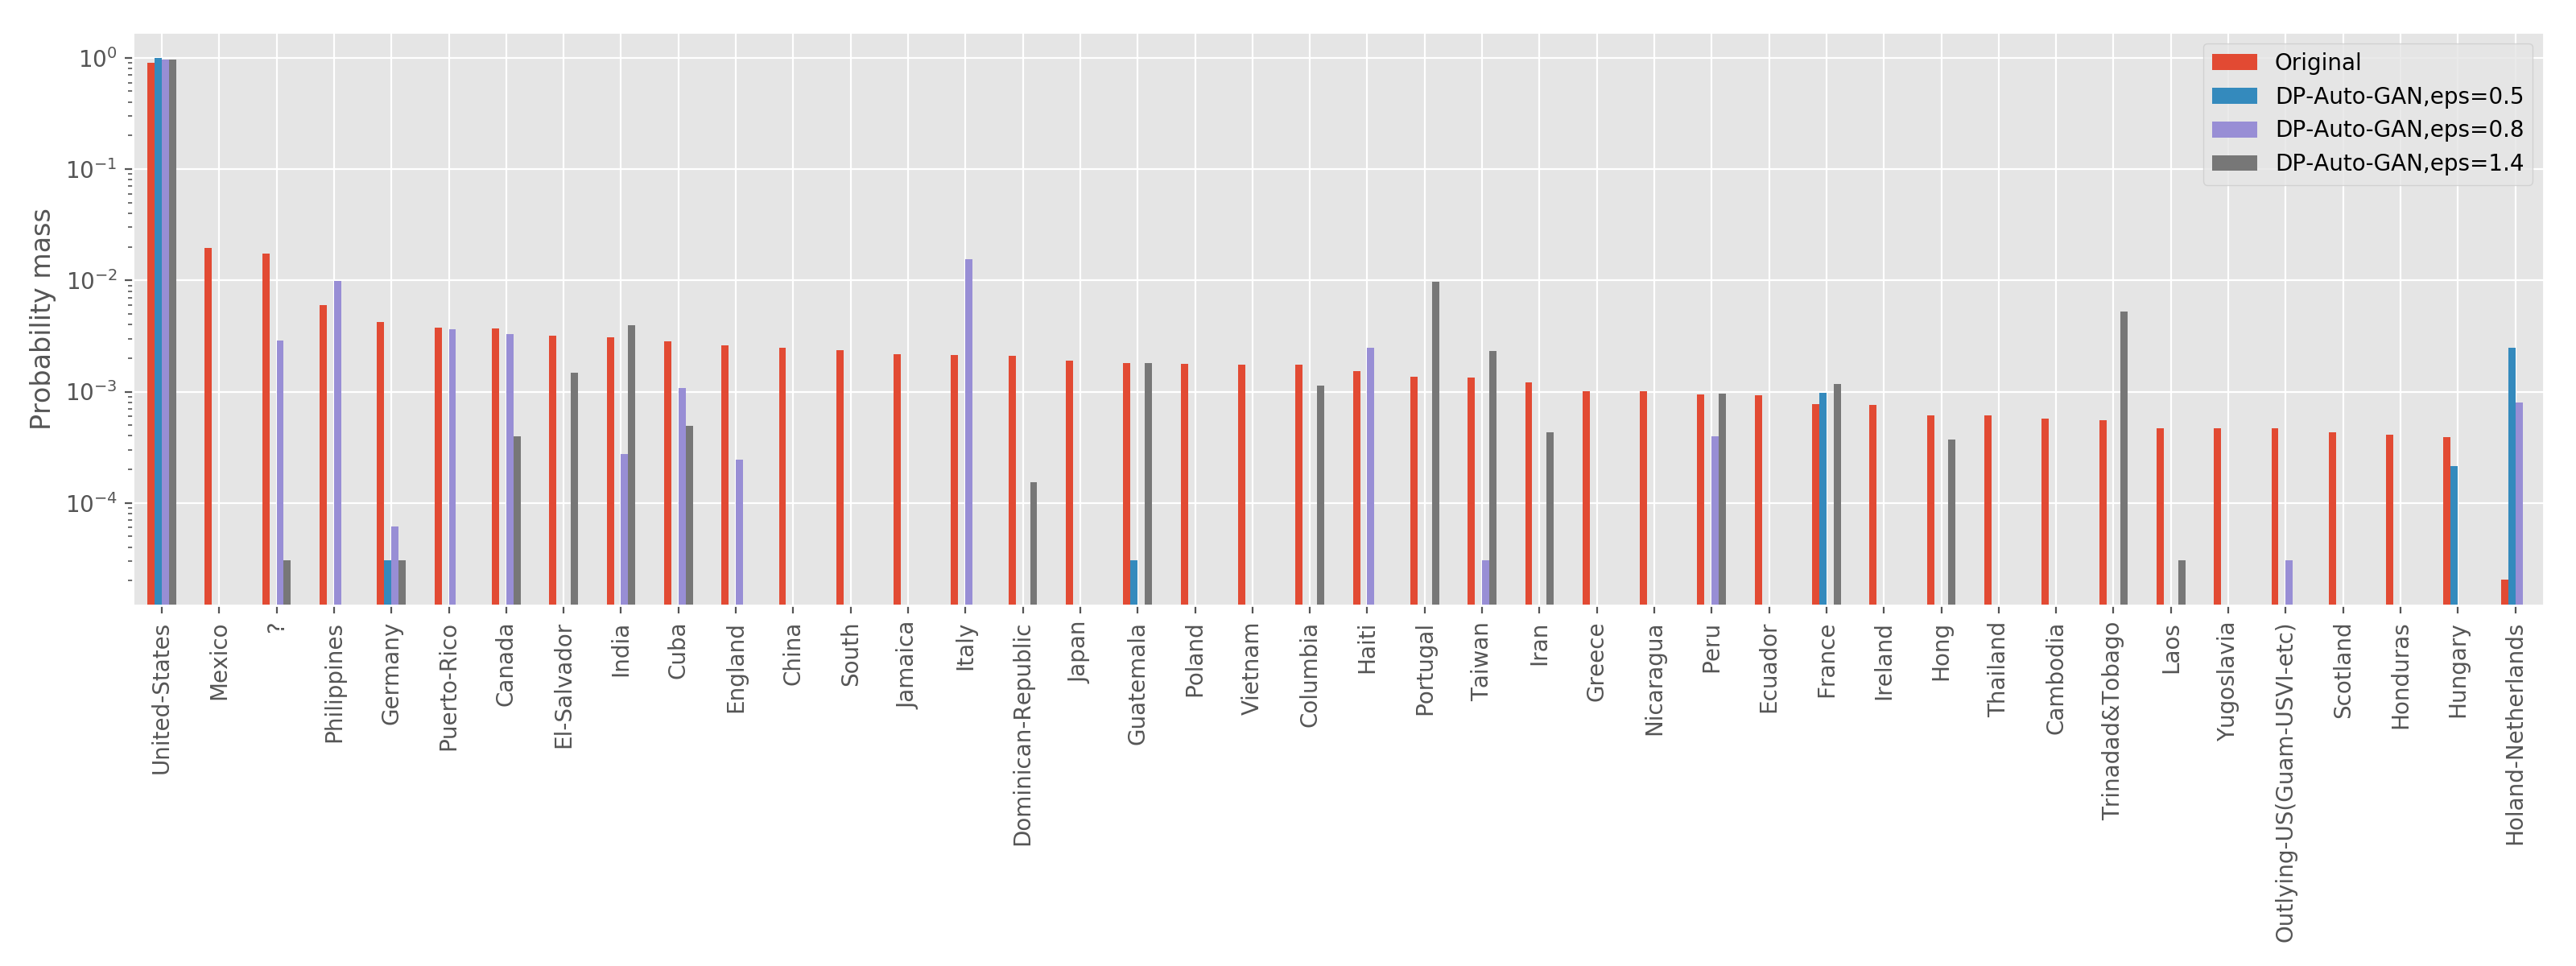 Probability mass
10⁰
10⁻¹
10⁻²
10⁻³
10⁻⁴
Original
DP-Auto-GAN,eps=0.5
DP-Auto-GAN,eps=0.8
DP-Auto-GAN,eps=1.4
United-States
Mexico
?
Philippines
Germany
Puerto-Rico
Canada
El-Salvador
India
Cuba
England
China
South
Jamaica
Italy
Dominican-Republic
Japan
Guatemala
Poland
Vietnam
Columbia
Haiti
Portugal
Taiwan
Iran
Greece
Nicaragua
Peru
Ecuador
France
Ireland
Hong
Thailand
Cambodia
Trinadad&Tobago
Laos
Yugoslavia
Outlying-US(Guam-USVI-etc)
Scotland
Honduras
Hungary
Holand-Netherlands